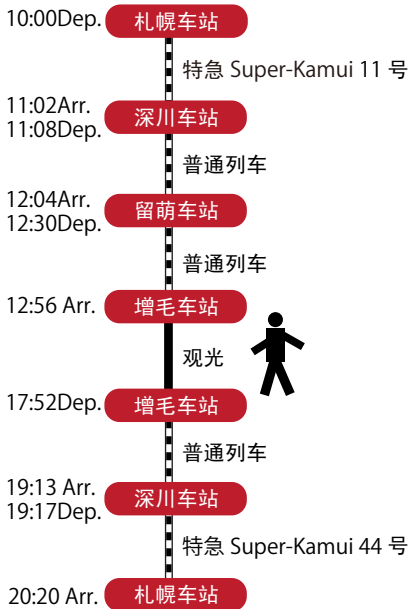 10:00Dep. 札幌车站
特急 Super-Kamui 11 号
11:02Arr.
11:08Dep.
深川车站
普通列车
12:04Arr.
12:30Dep.
留萌车站
普通列车
12:56 Arr. 增毛车站
观光
17:52Dep. 增毛车站
普通列车
19:13 Arr.
19:17Dep.
深川车站
特急 Super-Kamui 44 号
20:20 Arr. 札幌车站